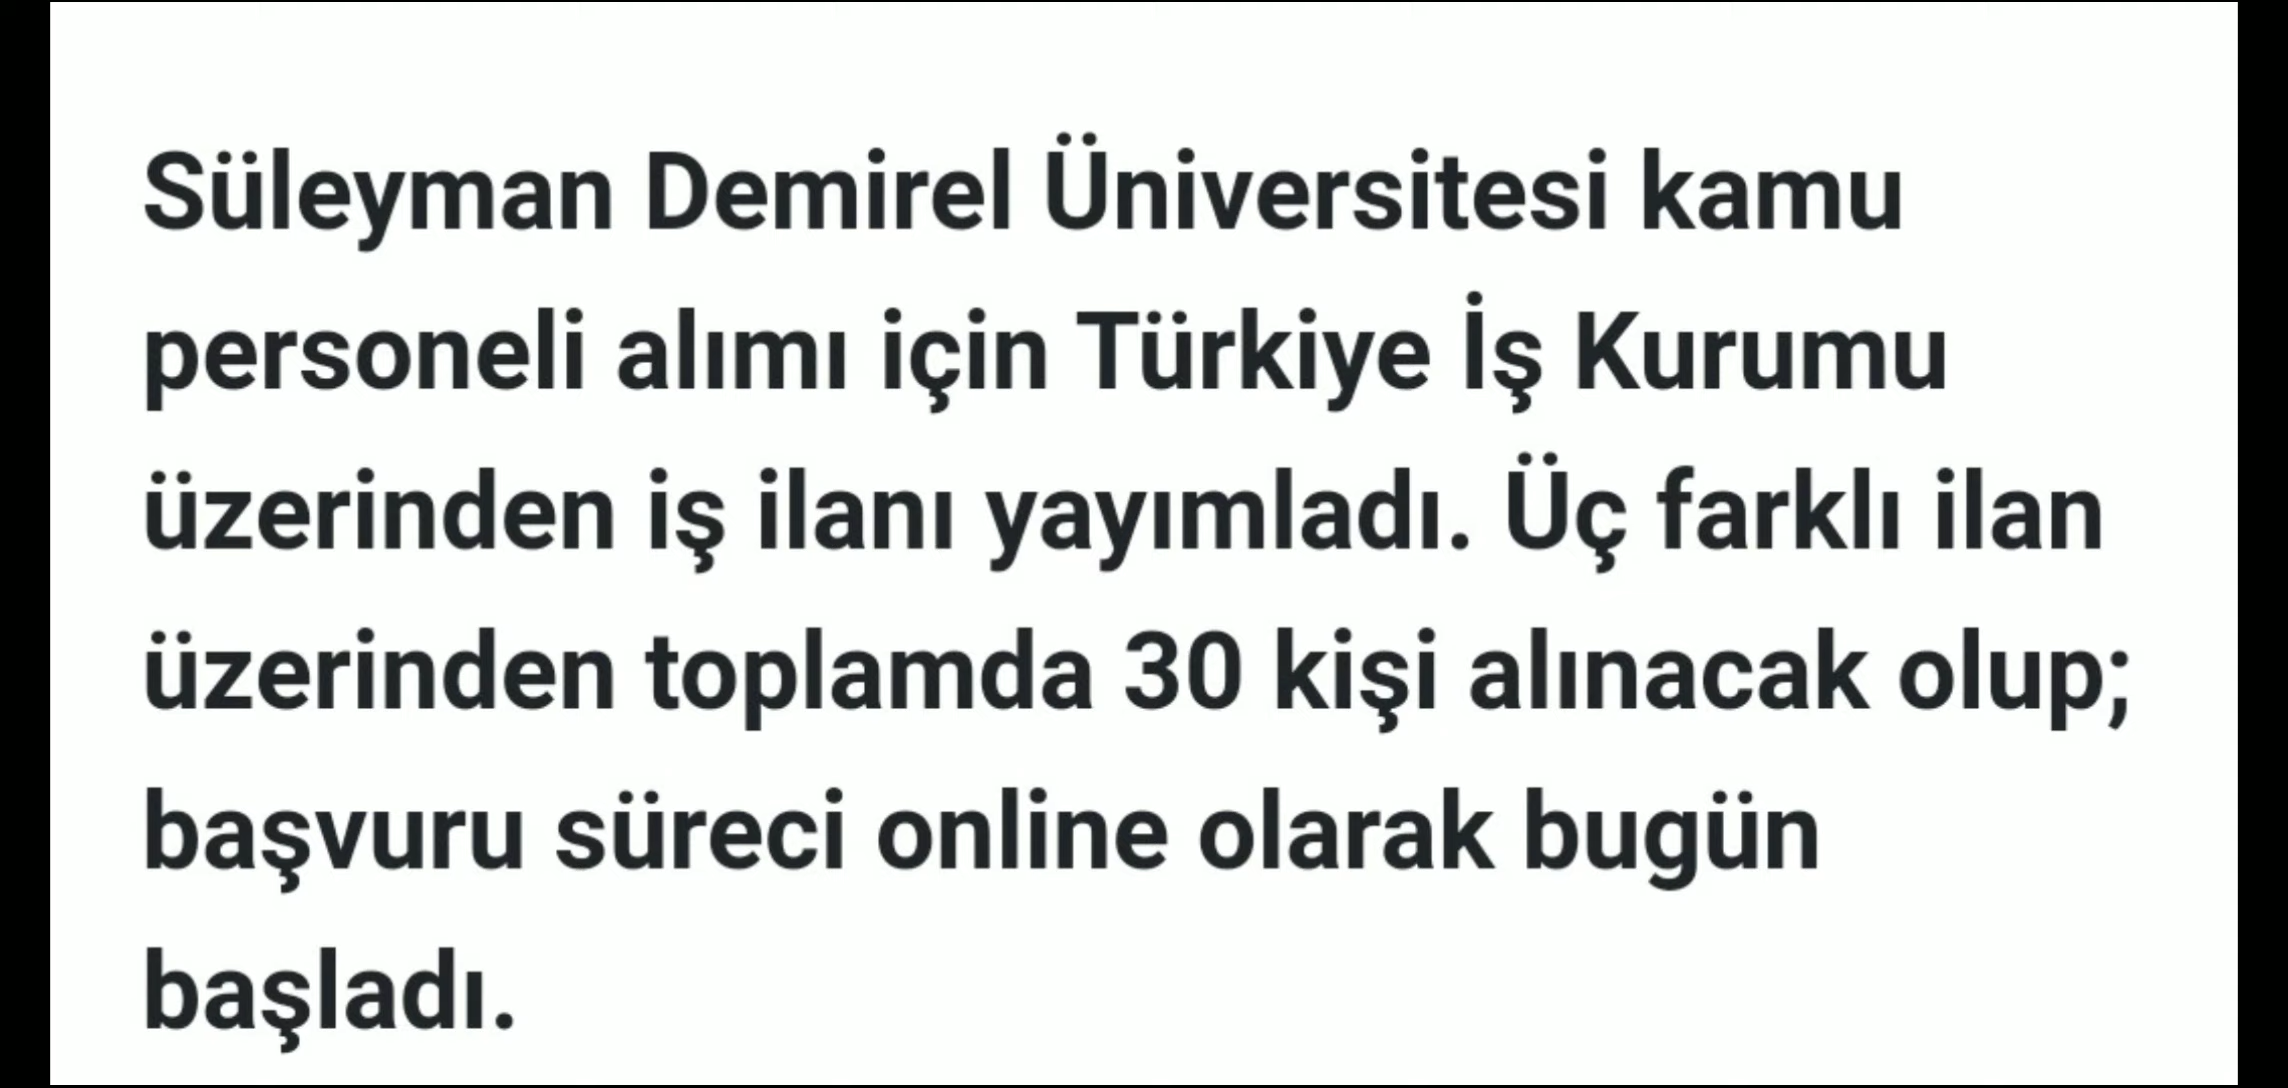 Süleyman Demirel Üniversitesi kamu
personeli alımı için Türkiye İş Kurumu
üzerinden iş ilanı yayımladı. Üç farklı ilan
üzerinden toplamda 30 kişi alınacak olup;
başvuru süreci online olarak bugün
başladı.